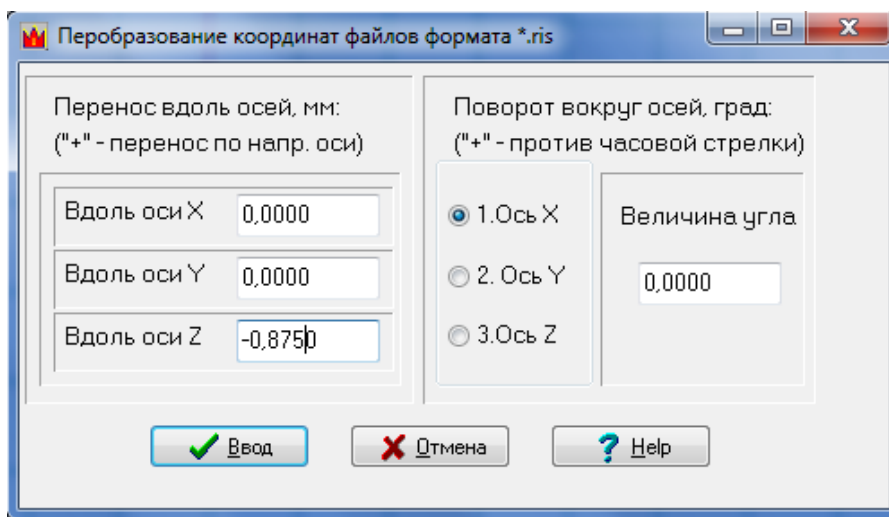 Перобразование координат файлов формата *.ris
Перенос вдоль осей, мм:
("+" - перенос по напр. оси)
Вдоль оси X 0,0000
Вдоль оси Y 0,0000
Вдоль оси Z -0,8750
Поворот вокруг осей, град:
("+" - против часовой стрелки)
1.Ось X
2. Ось Y
3.Ось Z
Величина угла
0,0000
Ввод
Отмена
Help